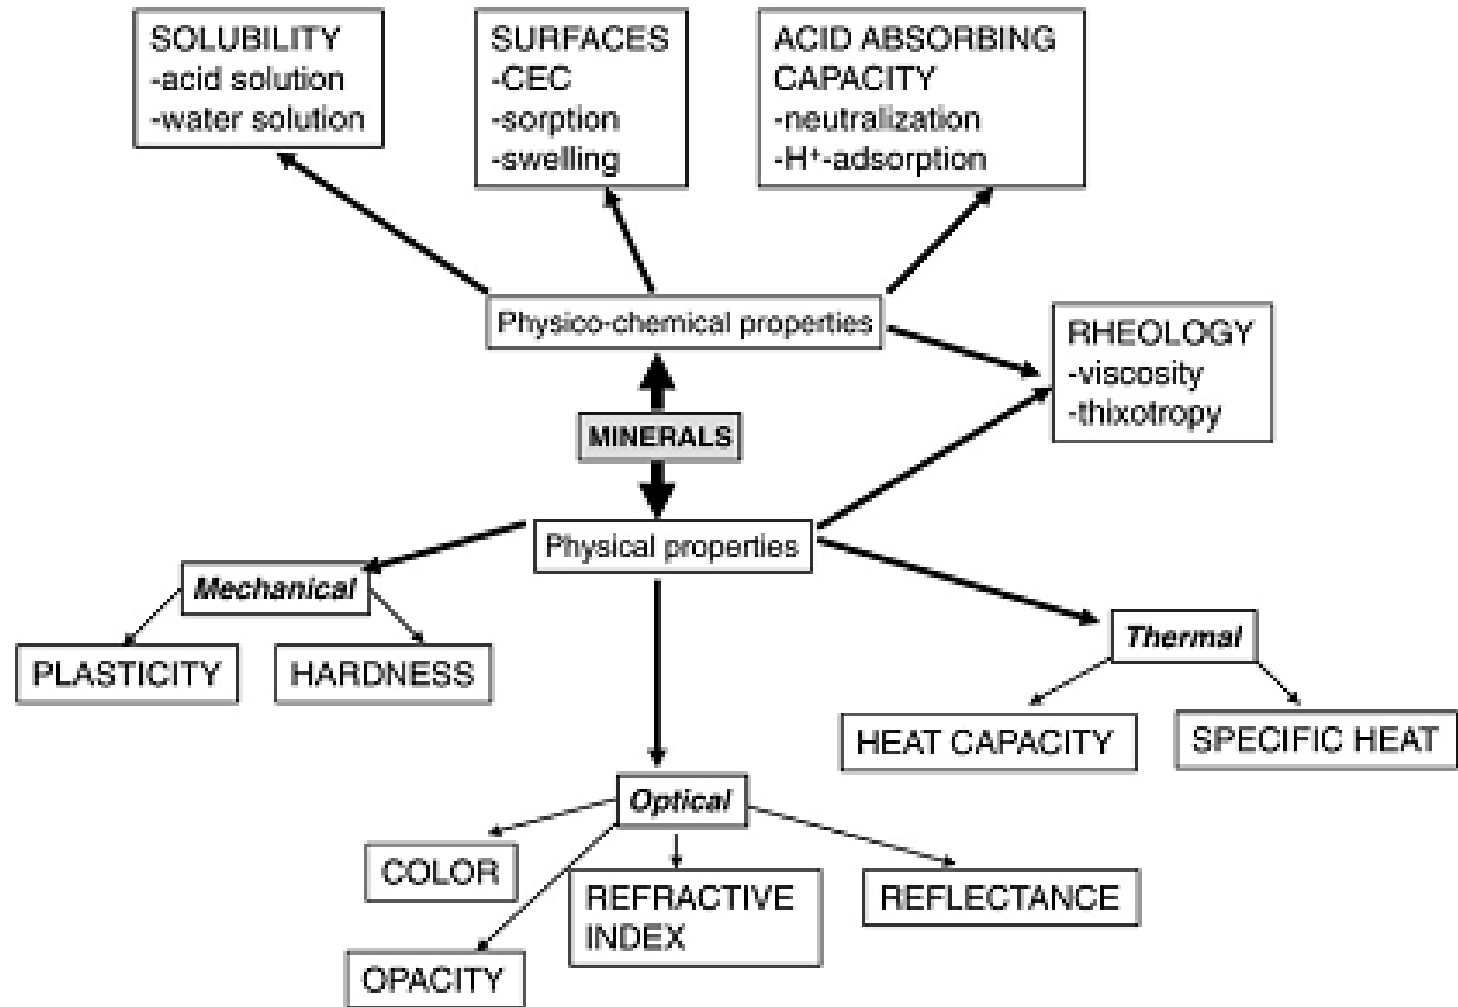 SOLUBILITY
-acid solution
-water solution
SURFACES
-CEC
-sorption
-swelling
ACID ABSORBING
CAPACITY
-neutralization
-H⁺-adsorption
Physico-chemical properties
RHEOLOGY
-viscosity
-thixotropy
MINERALS
Physical properties
Mechanical
PLASTICITY
HARDNESS
Thermal
HEAT CAPACITY
SPECIFIC HEAT
Optical
COLOR
REFRACTIVE
INDEX
REFLECTANCE
OPACITY